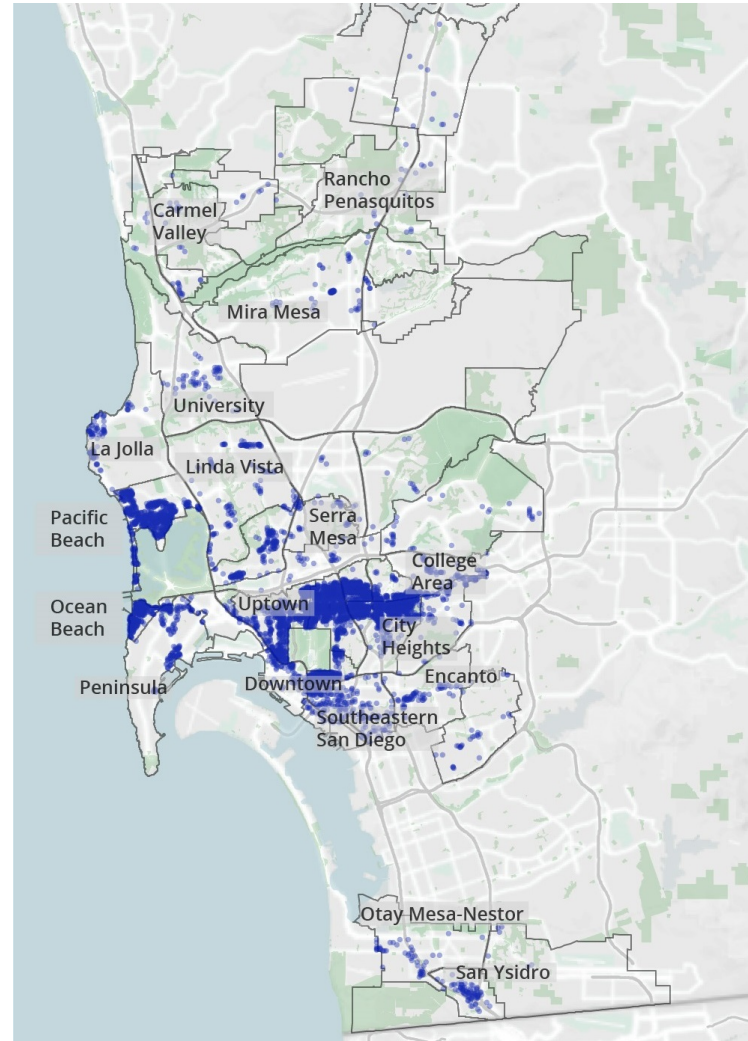 Rancho
Penasquitos
Carmel
Valley
Mira Mesa
University
La Jolla
Linda Vista
Pacific
Beach
Serra
Mesa
College
Area
Ocean
Beach
Uptown
City
Heights
Encanto
Peninsula
Downtown
Southeastern
San Diego
Otay Mesa-Nestor
San Ysidro